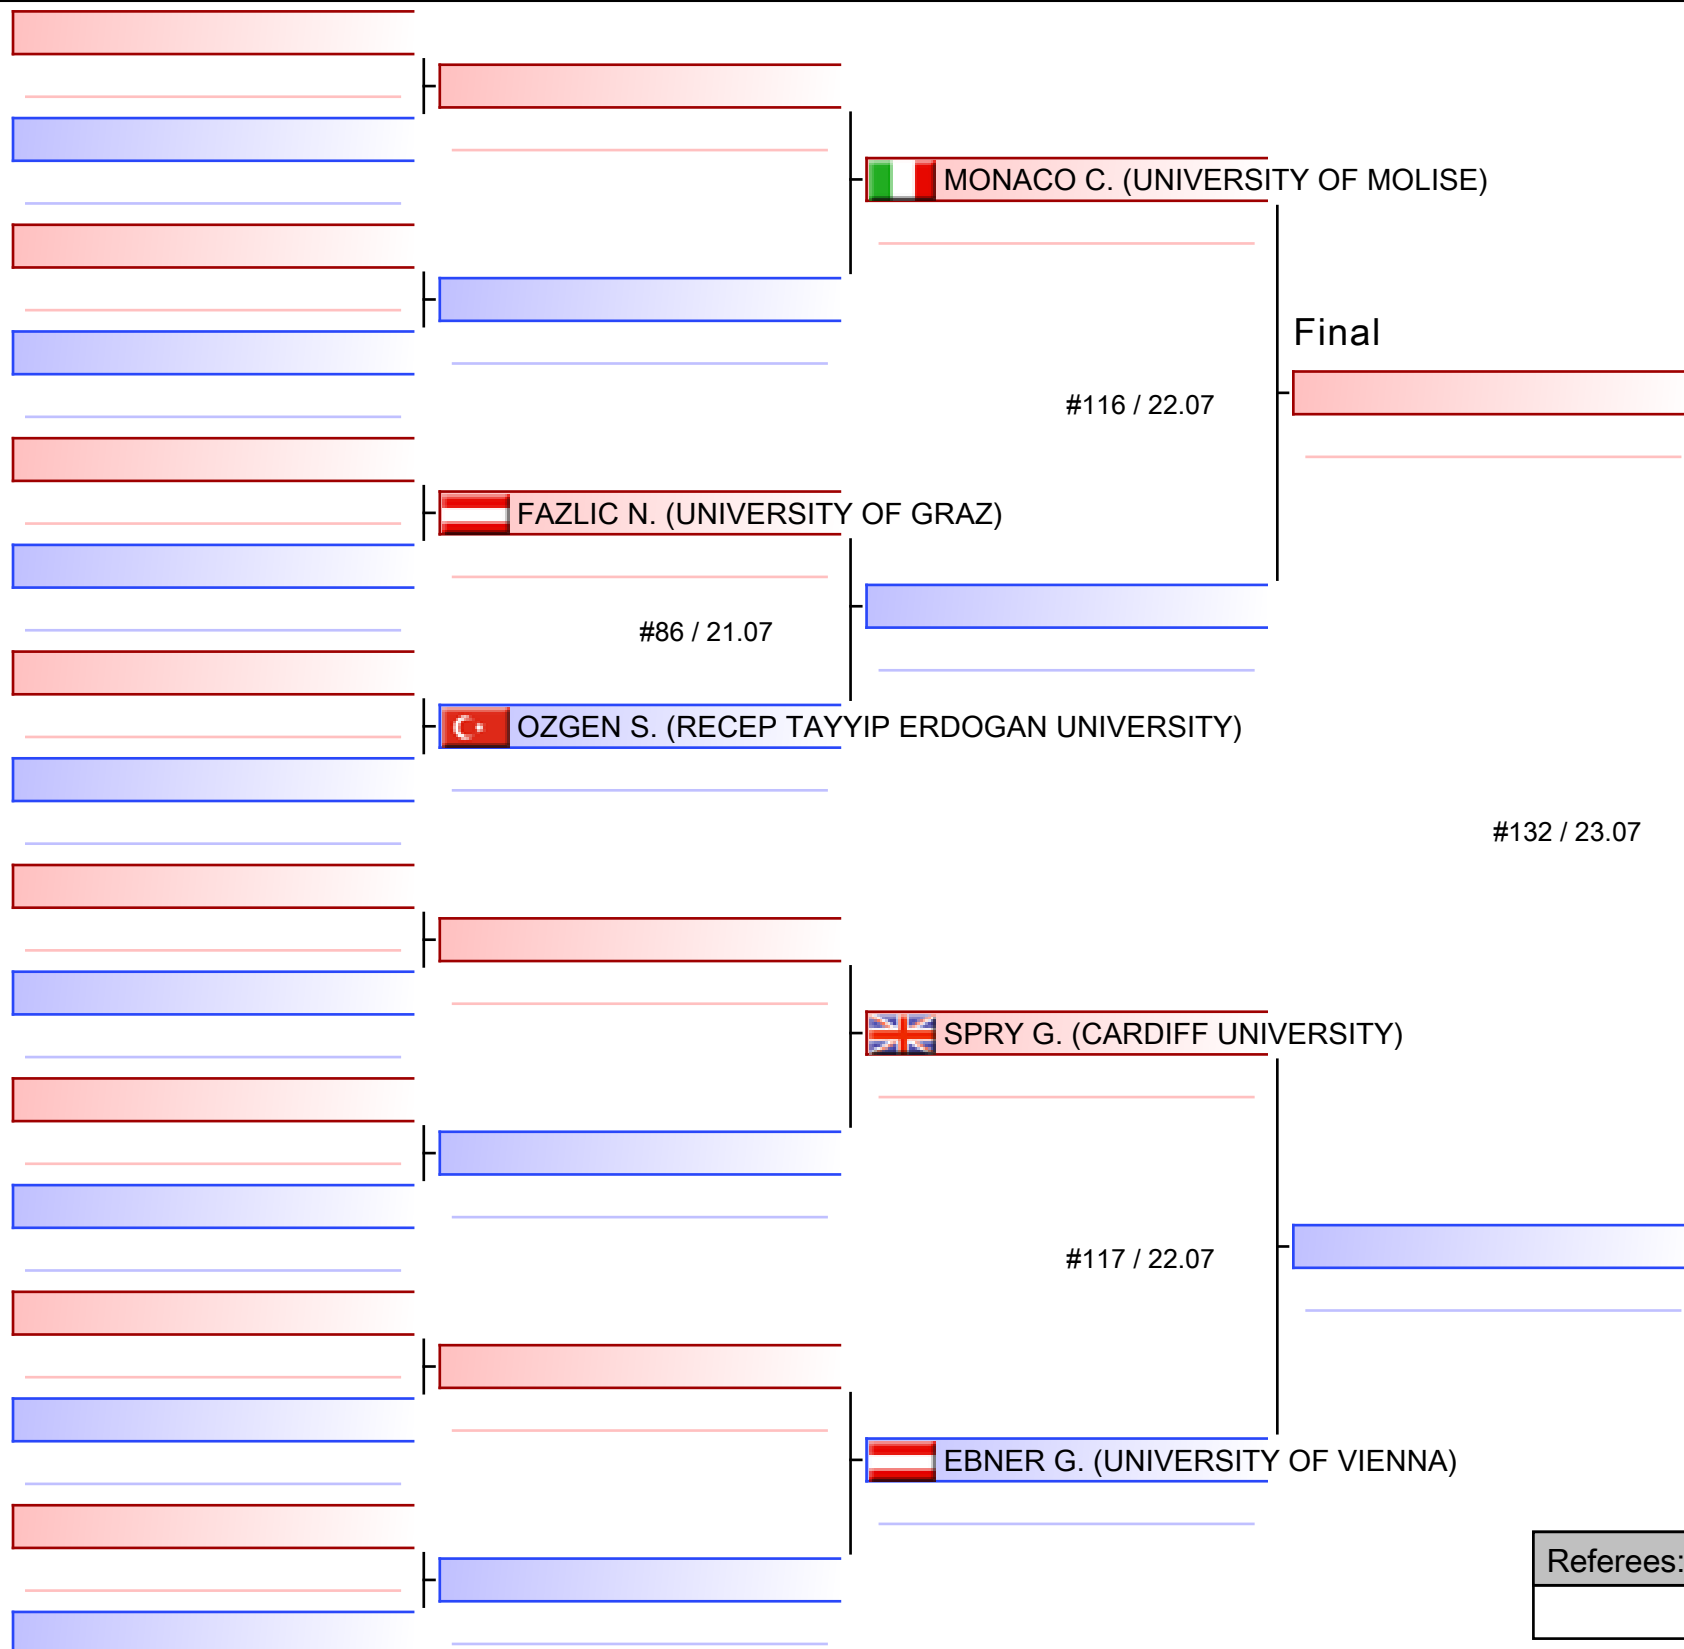 MONACO C. (UNIVERSITY OF MOLISE)
Final
#116 / 22.07
FAZLIC N. (UNIVERSITY OF GRAZ)
#86 / 21.07
OZGEN S. (RECEP TAYYIP ERDOGAN UNIVERSITY)
#132 / 23.07
SPRY G. (CARDIFF UNIVERSITY)
#117 / 22.07
EBNER G. (UNIVERSITY OF VIENNA)
Referees: